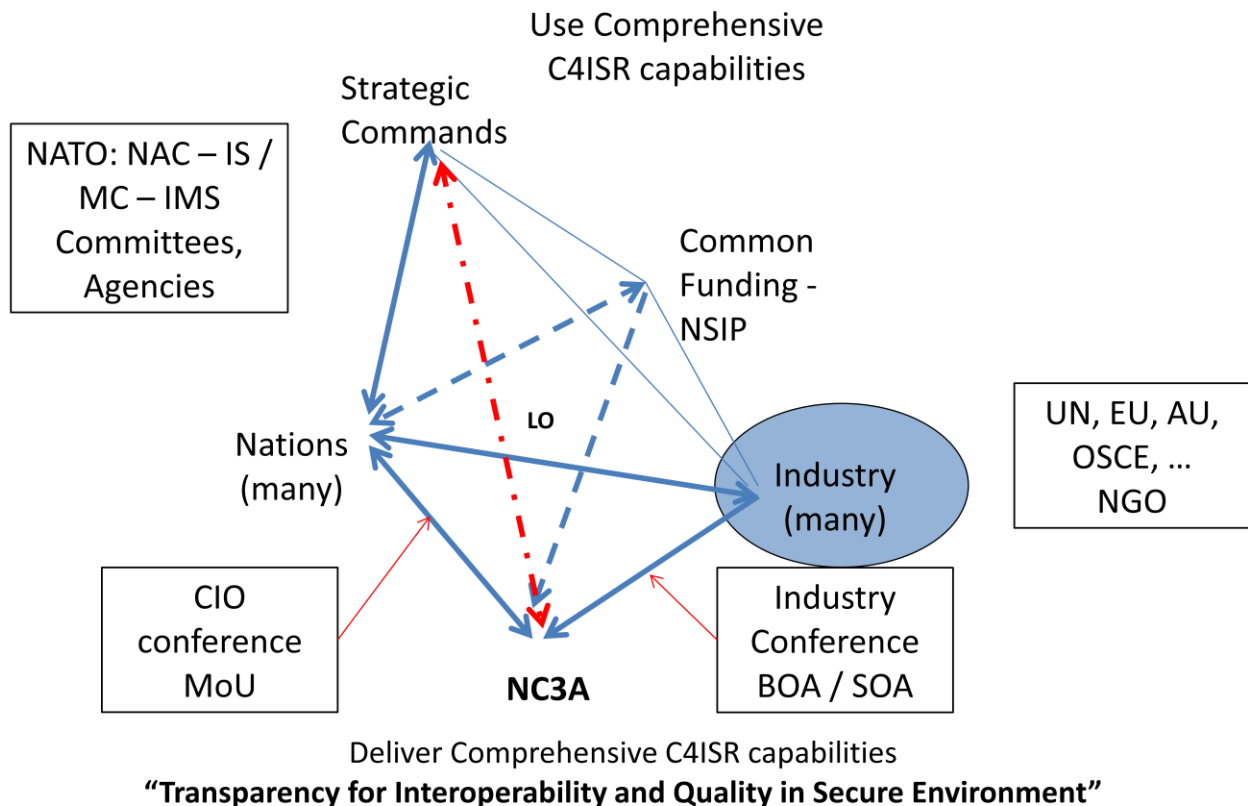 Use Comprehensive
C4ISR capabilities
Strategic
Commands
NATO: NAC – IS /
MC – IMS
Committees,
Agencies
Common
Funding -
NSIP
LO
Nations
(many)
Industry
(many)
UN, EU, AU,
OSCE, ...
NGO
CIO
conference
MoU
Industry
Conference
BOA / SOA
NC3A
Deliver Comprehensive C4ISR capabilities
“Transparency for Interoperability and Quality in Secure Environment”